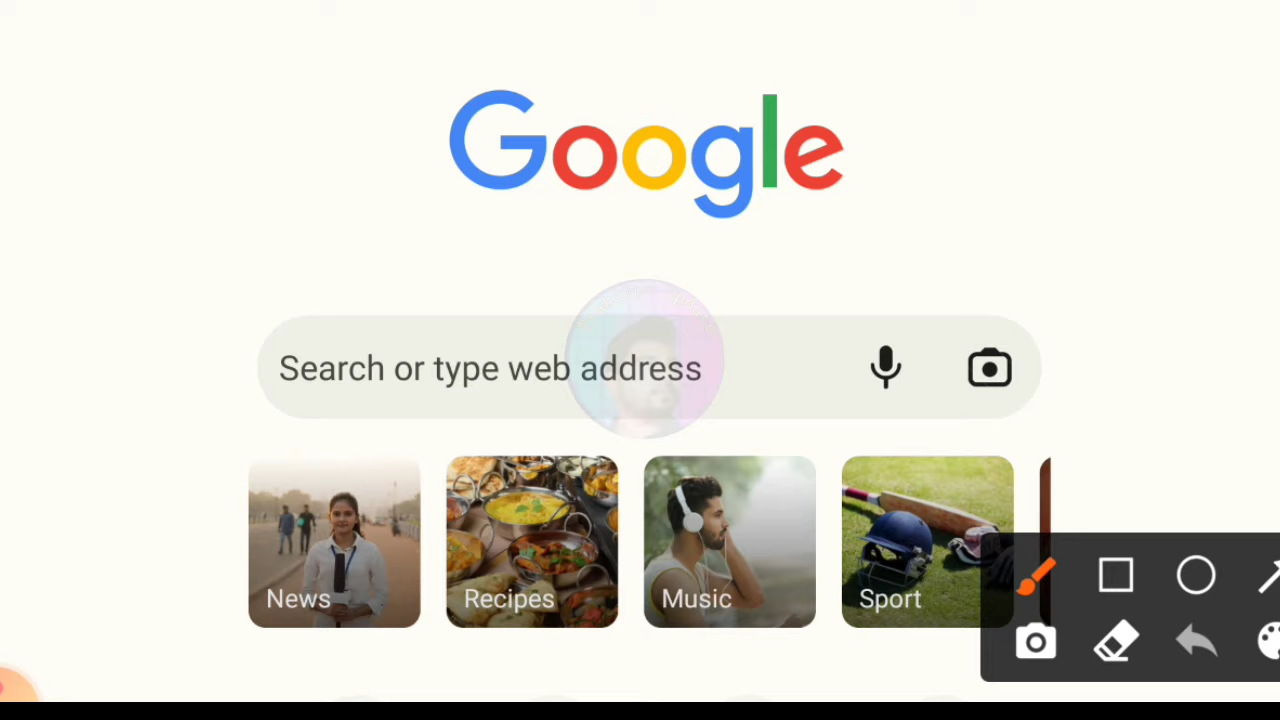 Google
Search or type web address
News
Recipes
Music
Sport